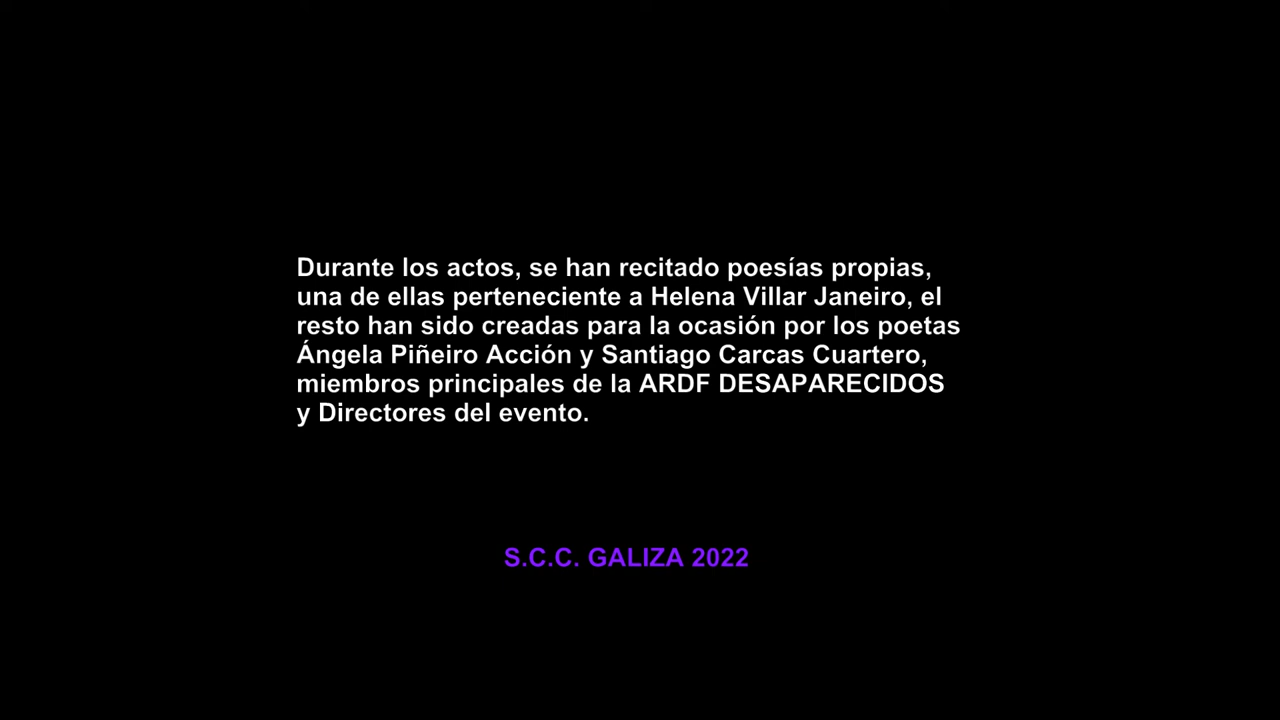 Durante los actos, se han recitado poesías propias,
una de ellas perteneciente a Helena Villar Janeiro, el
resto han sido creadas para la ocasión por los poetas
Ángela Piñeiro Acción y Santiago Carcas Cuartero,
miembros principales de la ARDF DESAPARECIDOS
y Directores del evento.
S.C.C. GALIZA 2022